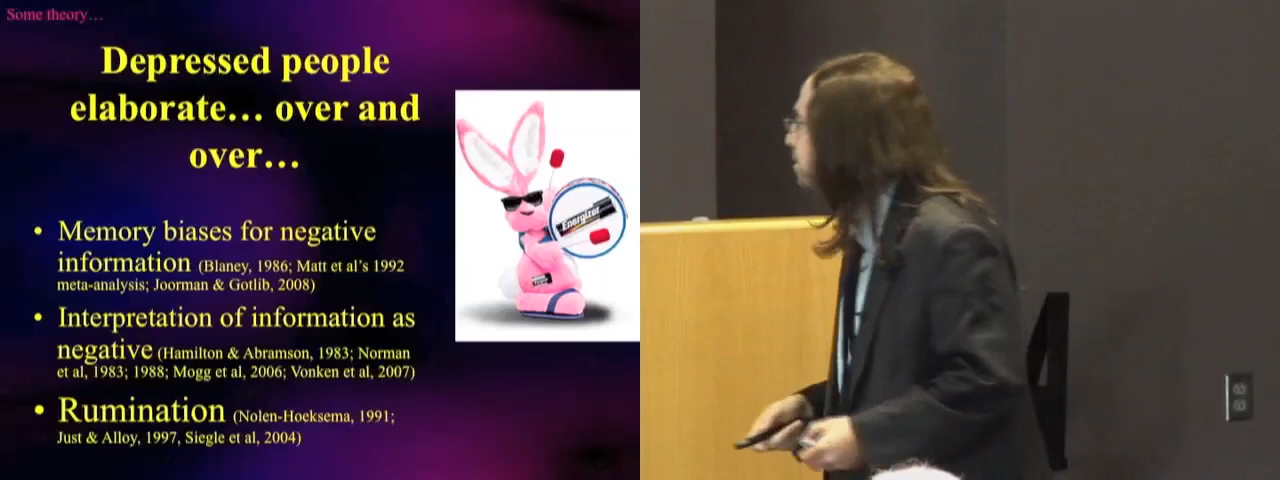 Some theory…
Depressed people
elaborate… over and
over…
• Memory biases for negative
information (Blaney, 1986; Matt et al’s 1992
meta-analysis; Joorman & Gotlib, 2008)
Energizer
• Interpretation of information as
negative (Hamilton & Abramson, 1983; Norman
et al, 1983; 1988; Mogg et al, 2006; Vonken et al, 2007)
• Rumination (Nolen-Hoeksema, 1991;
Just & Alloy, 1997, Siegle et al, 2004)